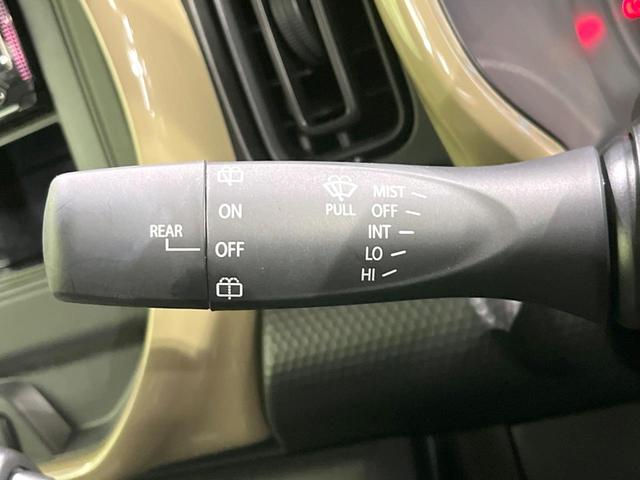 REAR
ON
OFF
PULL
MIST
OFF
INT
LO
HI